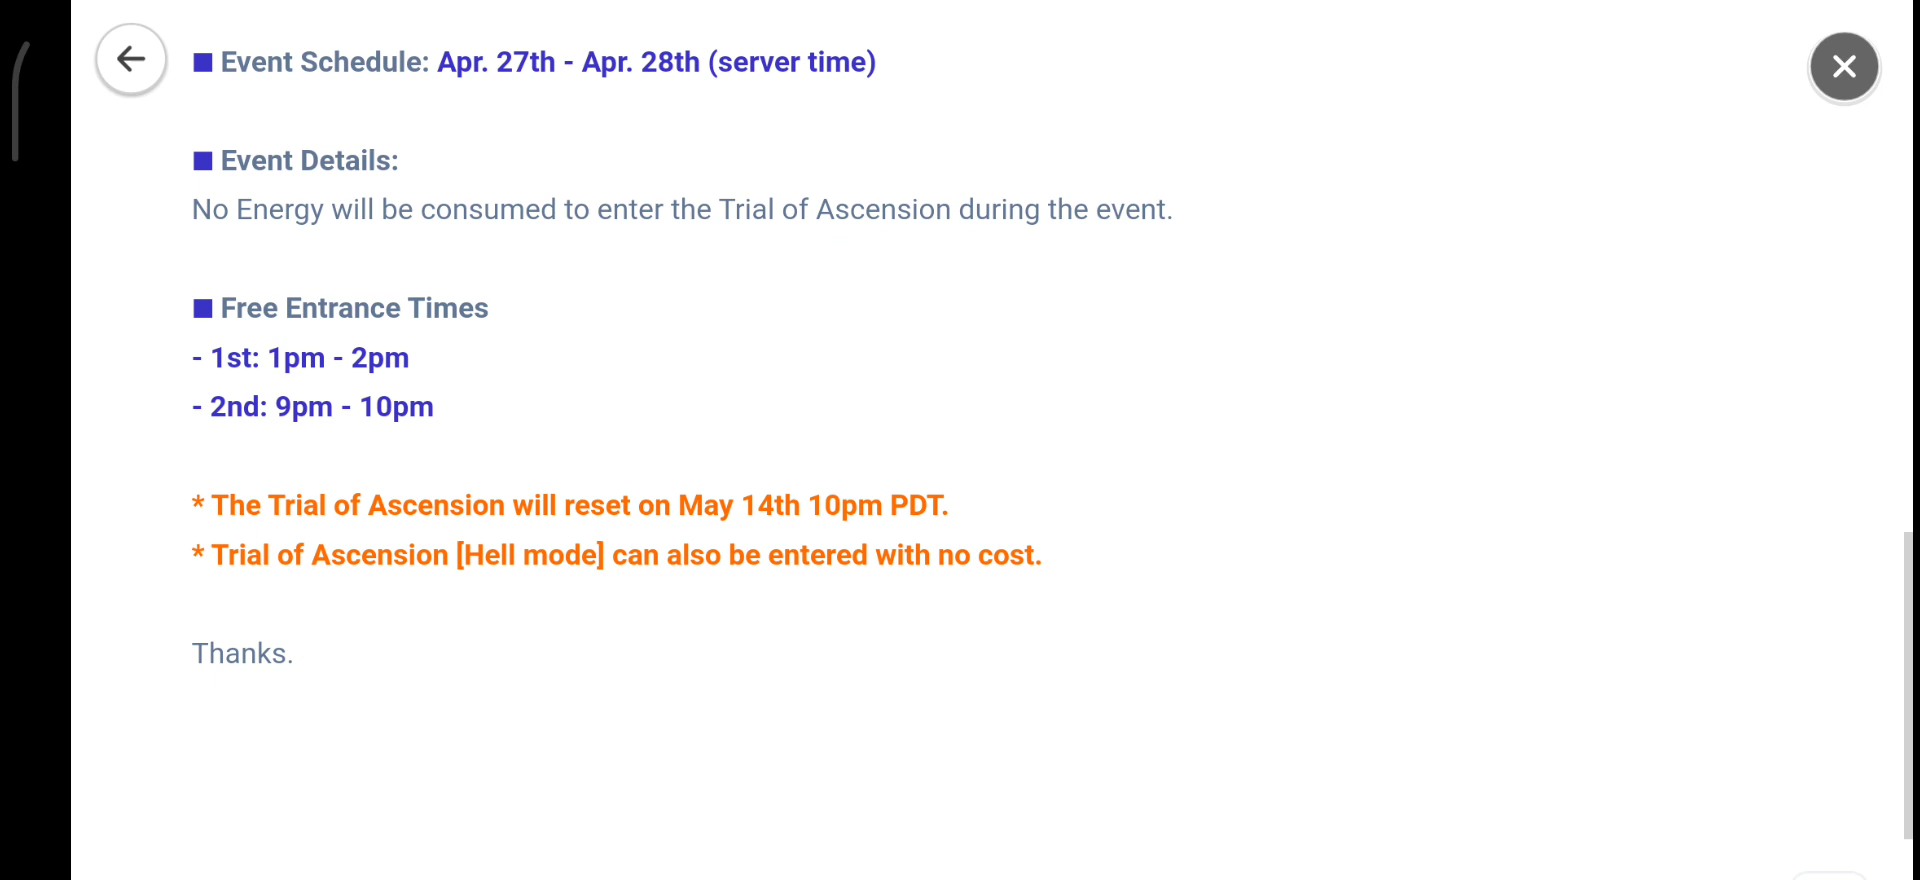 ■ Event Schedule: Apr. 27th - Apr. 28th (server time)
■ Event Details:
No Energy will be consumed to enter the Trial of Ascension during the event.
■ Free Entrance Times
- 1st: 1pm - 2pm
- 2nd: 9pm - 10pm
* The Trial of Ascension will reset on May 14th 10pm PDT.
* Trial of Ascension [Hell mode] can also be entered with no cost.
Thanks.